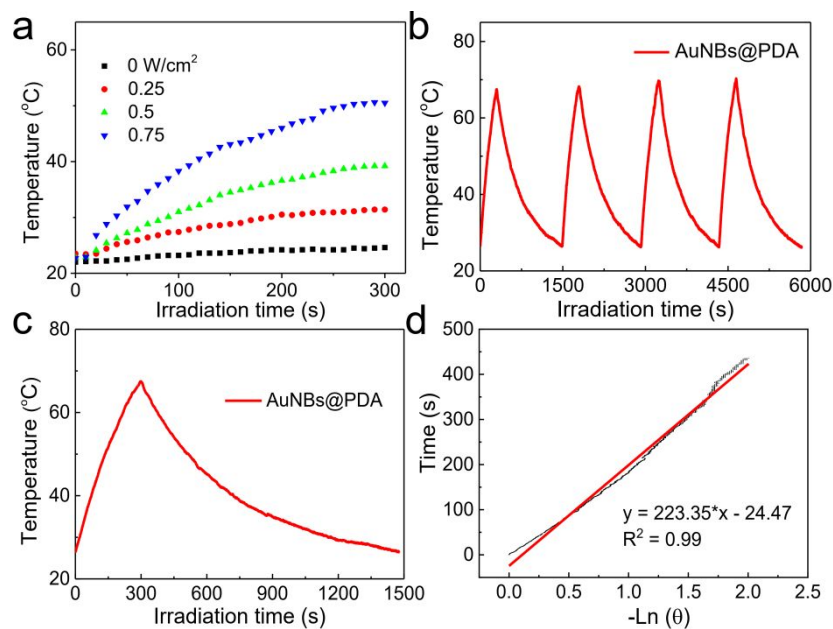 a
60
40
20
Temperature (°C)
0 W/cm²
0.25
0.5
0.75
0
100
200
300
Irradiation time (s)
b
80
60
40
20
Temperature (°C)
AuNBs@PDA
0
1500
3000
4500
6000
Irradiation time (s)
c
80
60
40
20
Temperature (°C)
AuNBs@PDA
0
300
600
900
1200
1500
Irradiation time (s)
d
500
400
300
200
100
0
Time (s)
y = 223.35*x - 24.47
R² = 0.99
-0.5
0.0
0.5
1.0
1.5
2.0
2.5
-Ln (θ)